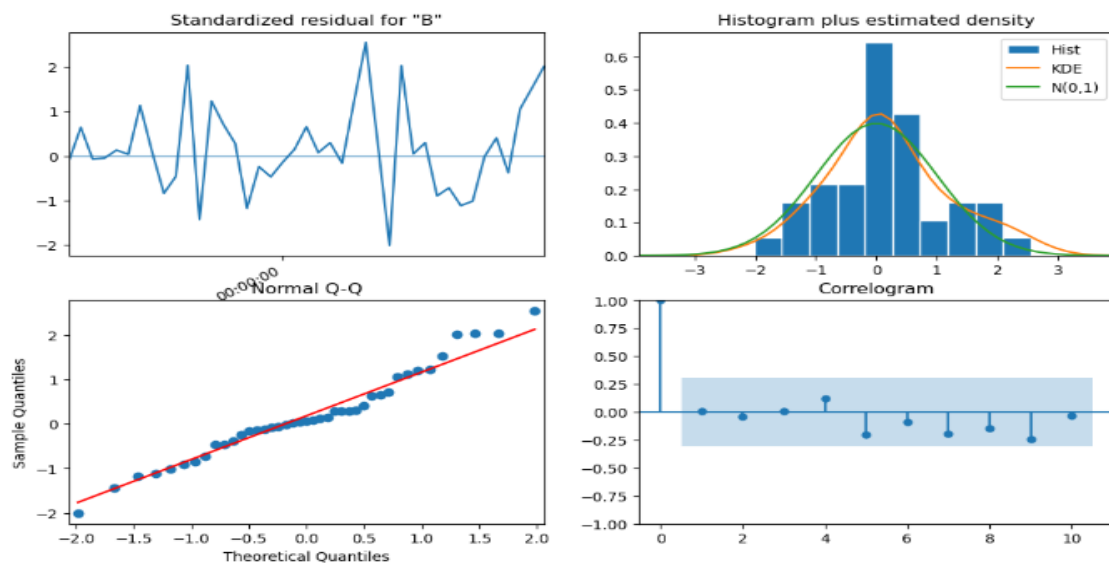 Standardized residual for "B"
2
1
0
−1
−2
00:00:00
Histogram plus estimated density
0.6
0.5
0.4
0.3
0.2
0.1
0.0
Hist
KDE
N(0,1)
−3 −2 −1 0 1 2 3
Normal Q-Q
Sample Quantiles
2
1
0
−1
−2
−2.0 −1.5 −1.0 −0.5 0.0 0.5 1.0 1.5 2.0
Theoretical Quantiles
Correlogram
1.00
0.75
0.50
0.25
0.00
−0.25
−0.50
−0.75
−1.00
0 2 4 6 8 10